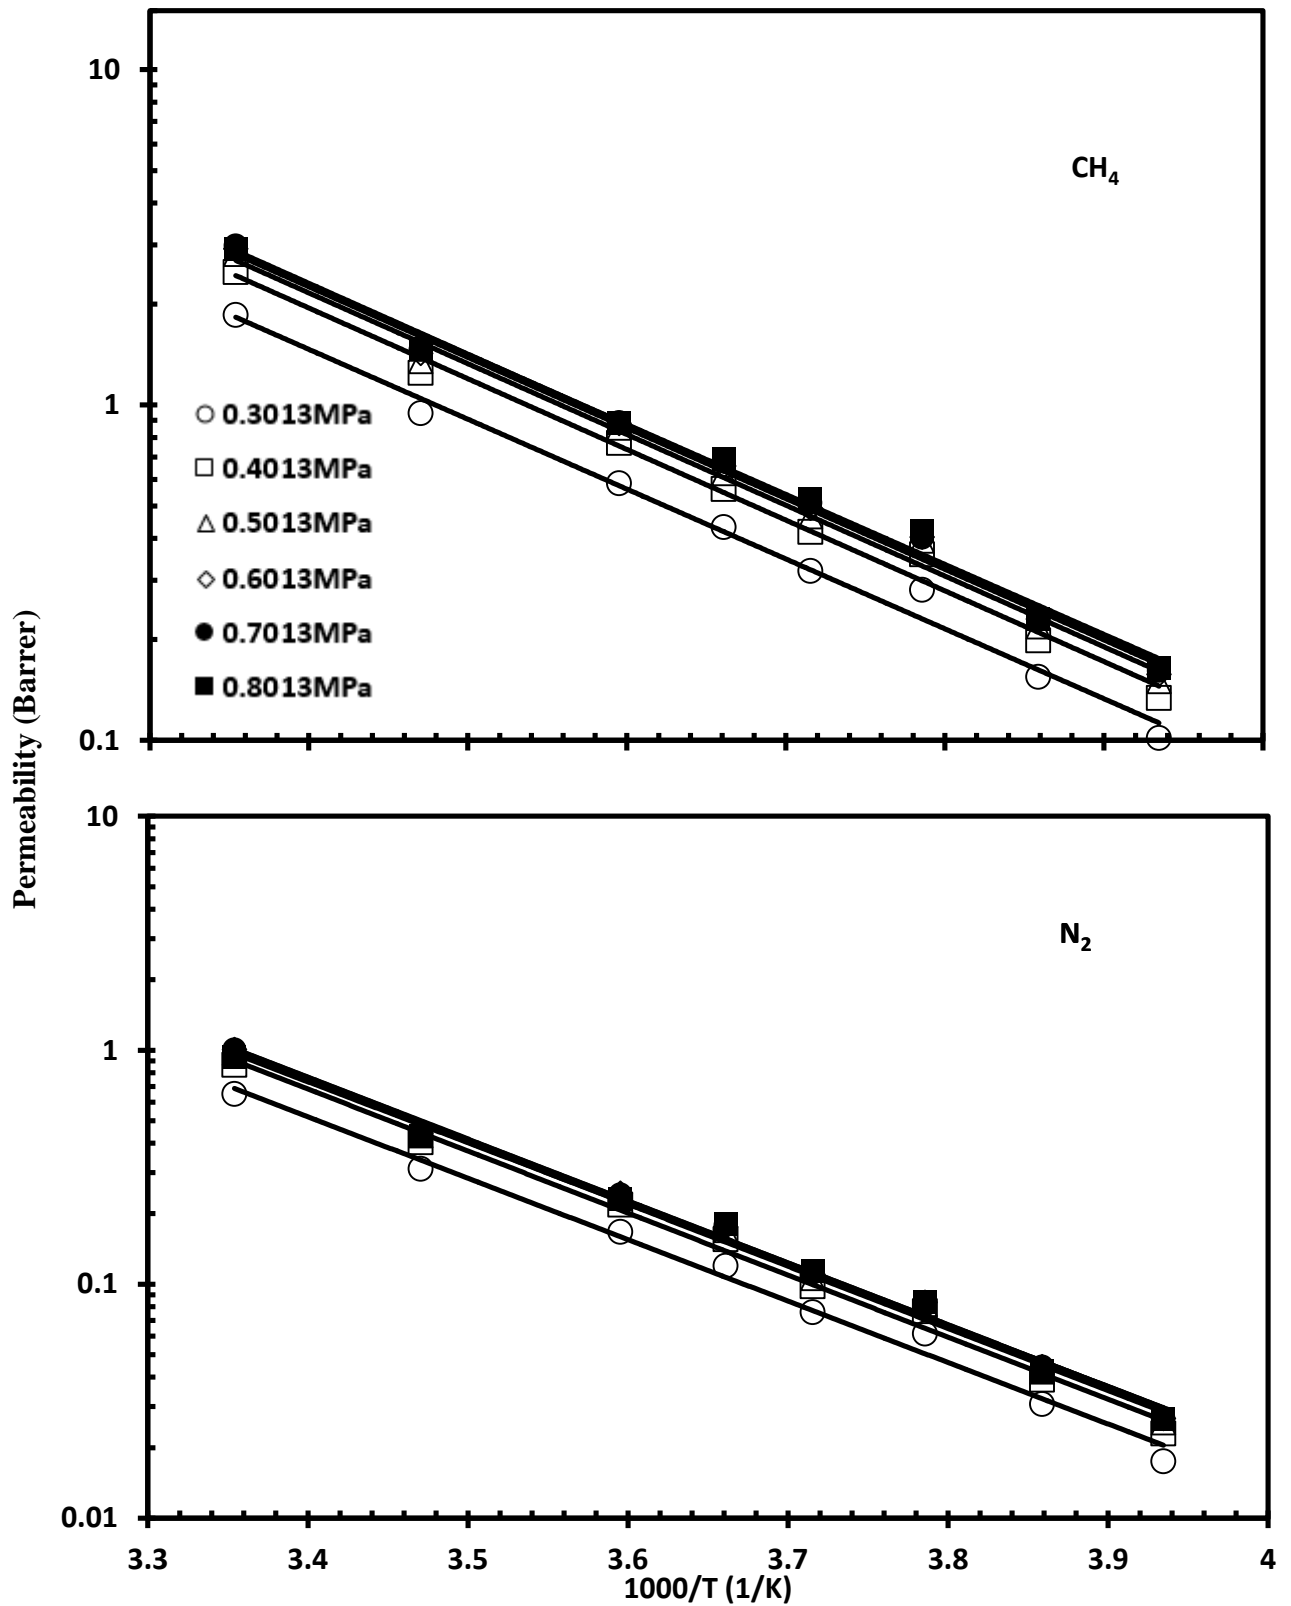 10
CH4
1
0.3013MPa
0.4013MPa
0.5013MPa
0.6013MPa
0.7013MPa
0.8013MPa
0.1
Permeability (Barrer)
10
N2
1
0.1
0.01
3.3 3.4 3.5 3.6 3.7 3.8 3.9 4
1000/T (1/K)